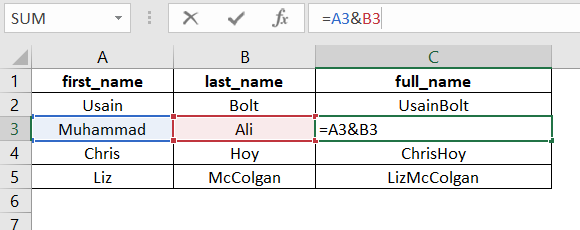 SUM fx =A3&B3
A B C
1 first_name last_name full_name
2 Usain Bolt UsainBolt
3 Muhammad Ali =A3&B3
4 Chris Hoy ChrisHoy
5 Liz McColgan LizMcColgan
6
7